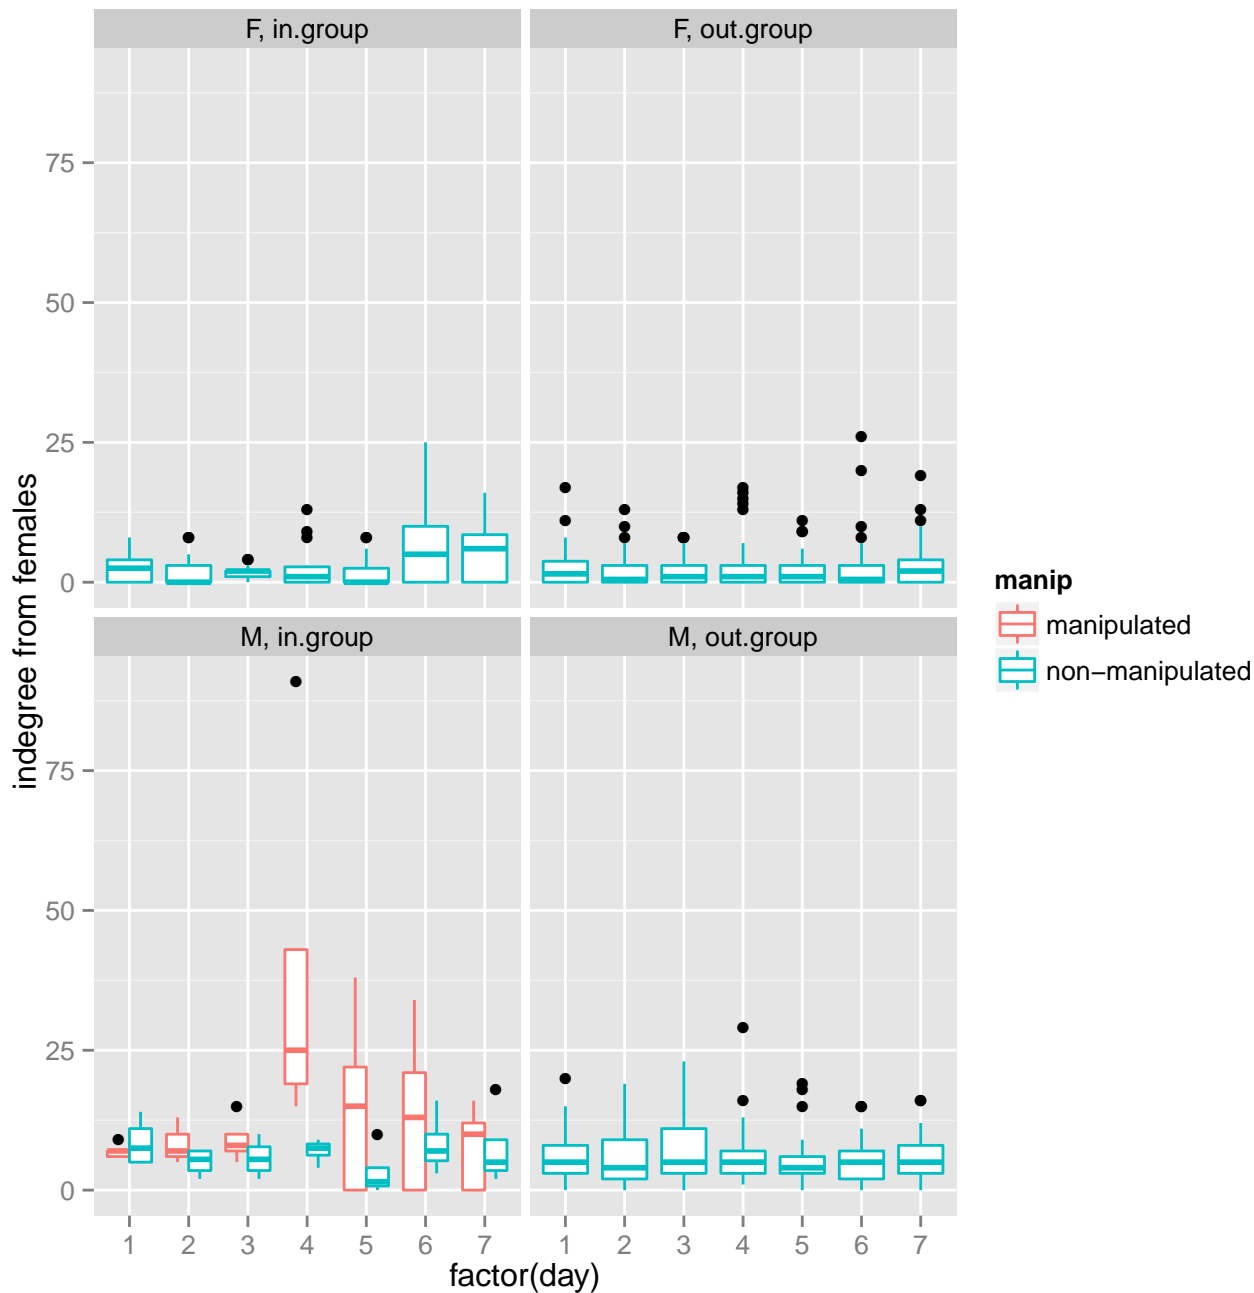 F, in.group
F, out.group
75
50
25
0
M, in.group
M, out.group
75
50
25
0
1 2 3 4 5 6 7
1 2 3 4 5 6 7
factor(day)
indegree from females
manip
manipulated
non−manipulated